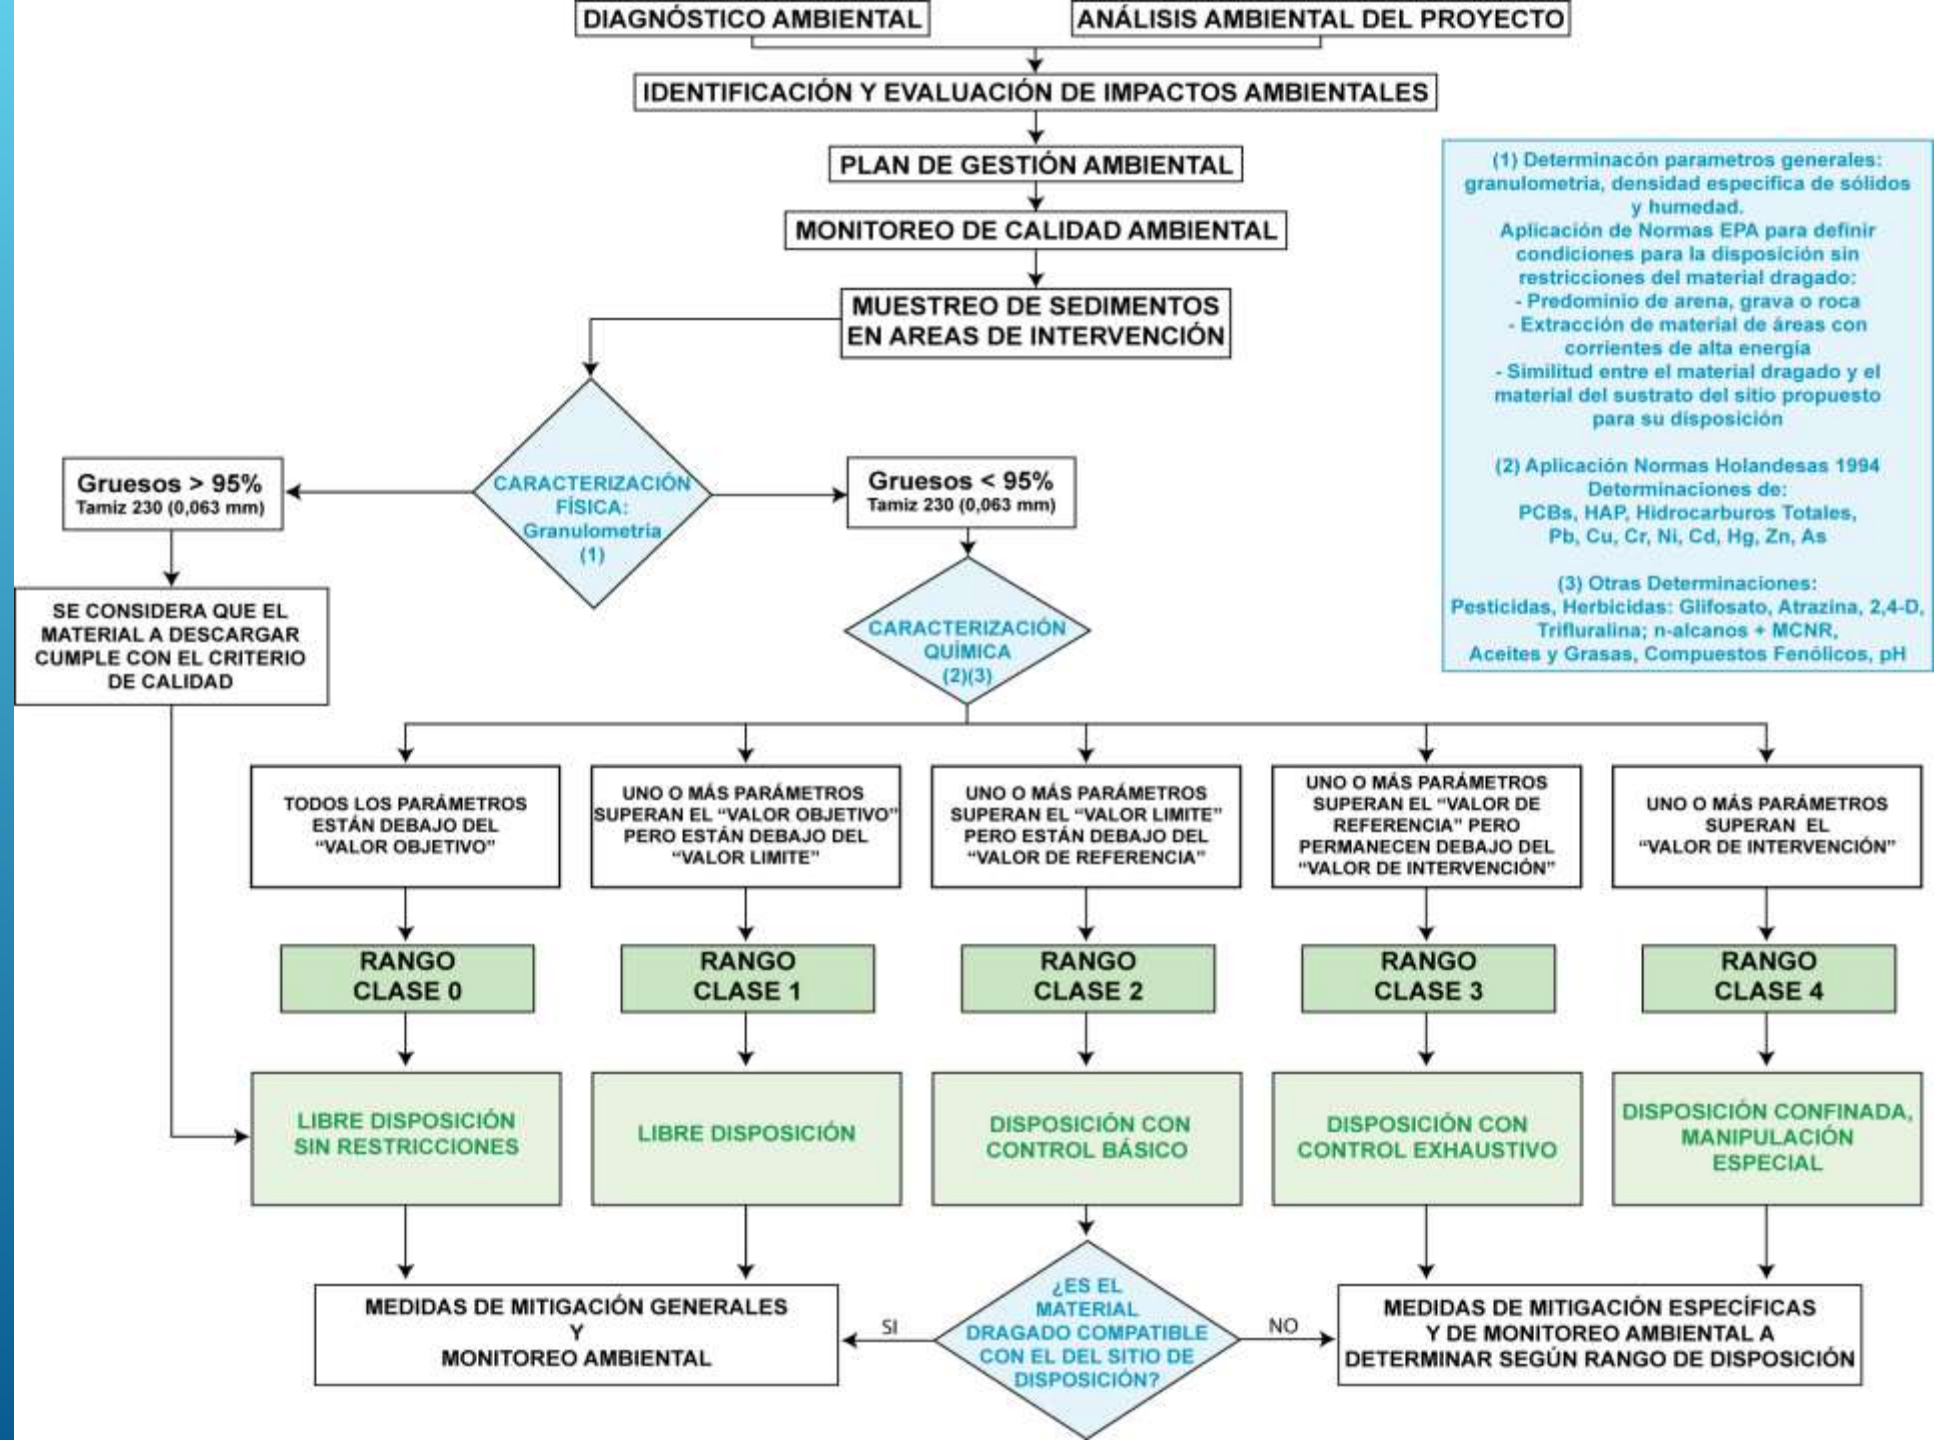 DIAGNÓSTICO AMBIENTAL
ANÁLISIS AMBIENTAL DEL PROYECTO
IDENTIFICACIÓN Y EVALUACIÓN DE IMPACTOS AMBIENTALES
PLAN DE GESTIÓN AMBIENTAL
MONITOREO DE CALIDAD AMBIENTAL
MUESTREO DE SEDIMENTOS
EN AREAS DE INTERVENCIÓN
(1) Determinacón parametros generales:
granulometria, densidad especifica de sólidos
y humedad.
Aplicación de Normas EPA para definir
condiciones para la disposición sin
restricciones del material dragado:
- Predominio de arena, grava o roca
- Extracción de material de áreas con
corrientes de alta energía
- Similitud entre el material dragado y el
material del sustrato del sitio propuesto
para su disposición
(2) Aplicación Normas Holandesas 1994
Determinaciones de:
PCBs, HAP, Hidrocarburos Totales,
Pb, Cu, Cr, Ni, Cd, Hg, Zn, As
(3) Otras Determinaciones:
Pesticidas, Herbicidas: Glifosato, Atrazina, 2,4-D,
Trifluralina; n-alcanos + MCNR,
Aceites y Grasas, Compuestos Fenólicos, pH
CARACTERIZACIÓN
FÍSICA:
Granulometría
(1)
Gruesos > 95%
Tamiz 230 (0,063 mm)
Gruesos < 95%
Tamiz 230 (0,063 mm)
SE CONSIDERA QUE EL
MATERIAL A DESCARGAR
CUMPLE CON EL CRITERIO
DE CALIDAD
CARACTERIZACIÓN
QUÍMICA
(2)(3)
TODOS LOS PARÁMETROS
ESTÁN DEBAJO DEL
“VALOR OBJETIVO”
UNO O MÁS PARÁMETROS
SUPERAN EL “VALOR OBJETIVO”
PERO ESTÁN DEBAJO DEL
“VALOR LIMITE”
UNO O MÁS PARÁMETROS
SUPERAN EL “VALOR LIMITE”
PERO ESTÁN DEBAJO DEL
“VALOR DE REFERENCIA”
UNO O MÁS PARÁMETROS
SUPERAN EL “VALOR DE
REFERENCIA” PERO
PERMANECEN DEBAJO DEL
“VALOR DE INTERVENCIÓN”
UNO O MÁS PARÁMETROS
SUPERAN EL
“VALOR DE INTERVENCIÓN”
RANGO
CLASE 0
RANGO
CLASE 1
RANGO
CLASE 2
RANGO
CLASE 3
RANGO
CLASE 4
LIBRE DISPOSICIÓN
SIN RESTRICCIONES
LIBRE DISPOSICIÓN
DISPOSICIÓN CON
CONTROL BÁSICO
DISPOSICIÓN CON
CONTROL EXHAUSTIVO
DISPOSICIÓN CONFINADA,
MANIPULACIÓN
ESPECIAL
MEDIDAS DE MITIGACIÓN GENERALES
Y
MONITOREO AMBIENTAL
SI
¿ES EL
MATERIAL
DRAGADO COMPATIBLE
CON EL DEL SITIO DE
DISPOSICIÓN?
NO
MEDIDAS DE MITIGACIÓN ESPECÍFICAS
Y DE MONITOREO AMBIENTAL A
DETERMINAR SEGÚN RANGO DE DISPOSICIÓN